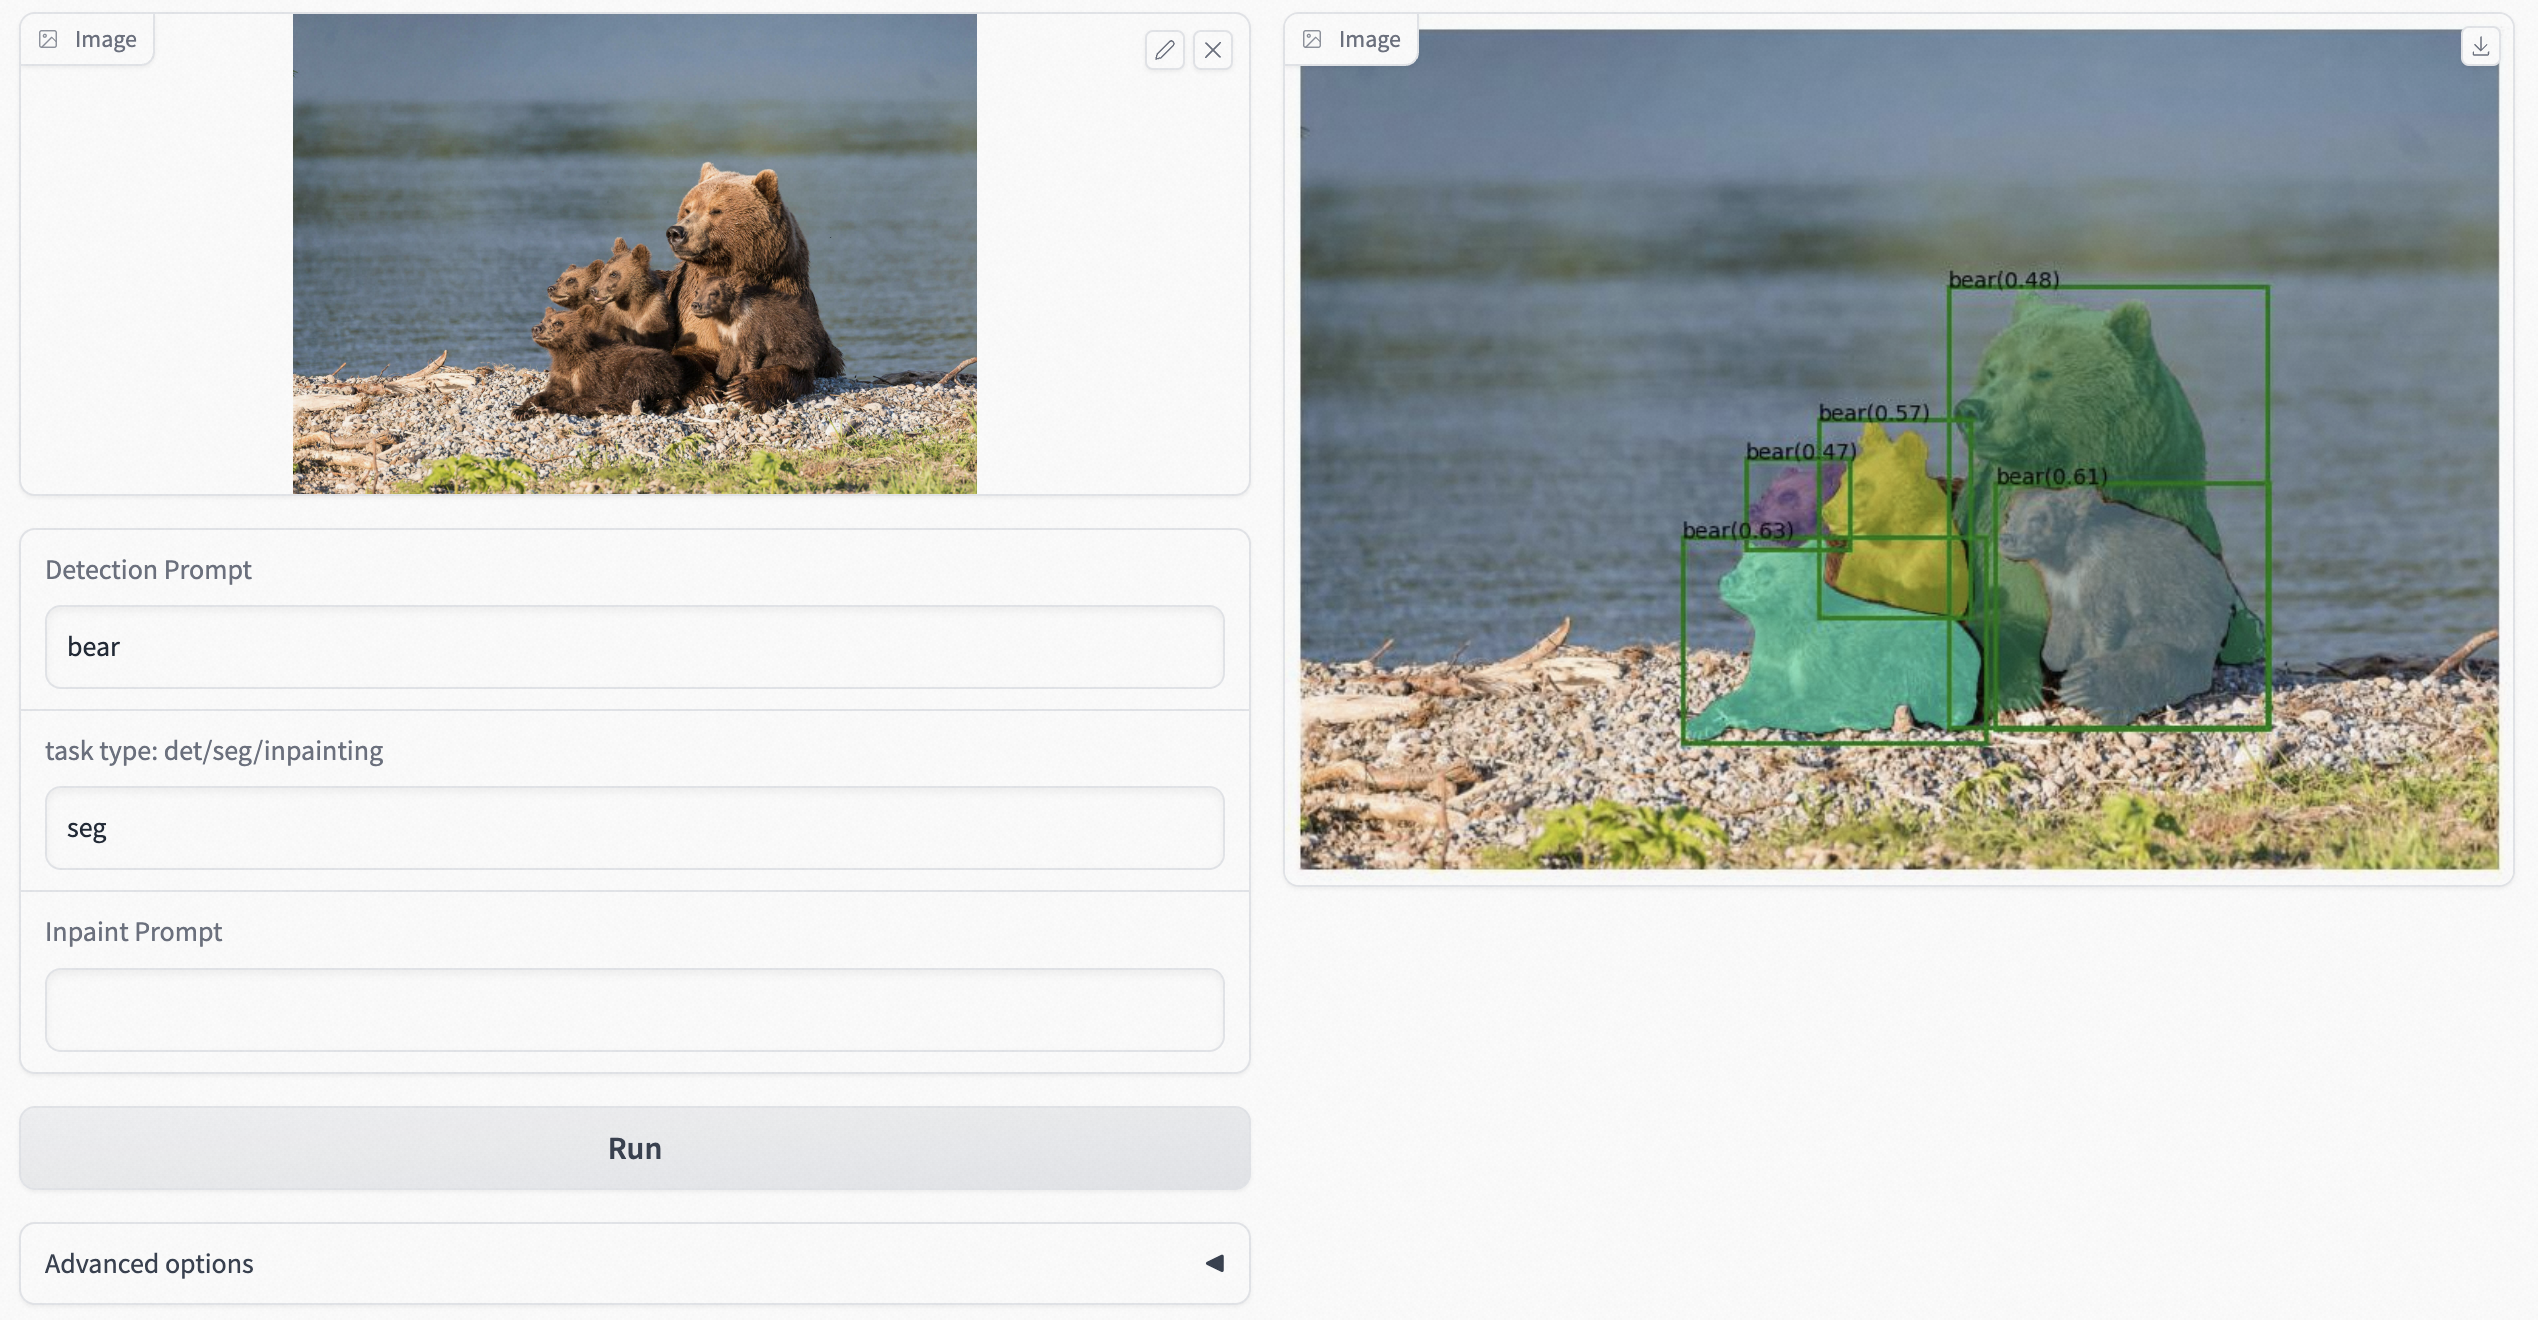 Image
Detection Prompt
bear
task type: det/seg/inpainting
seg
Inpaint Prompt
Run
Advanced options
Image
bear(0.48)
bear(0.57)
bear(0.47)
bear(0.61)
bear(0.63)